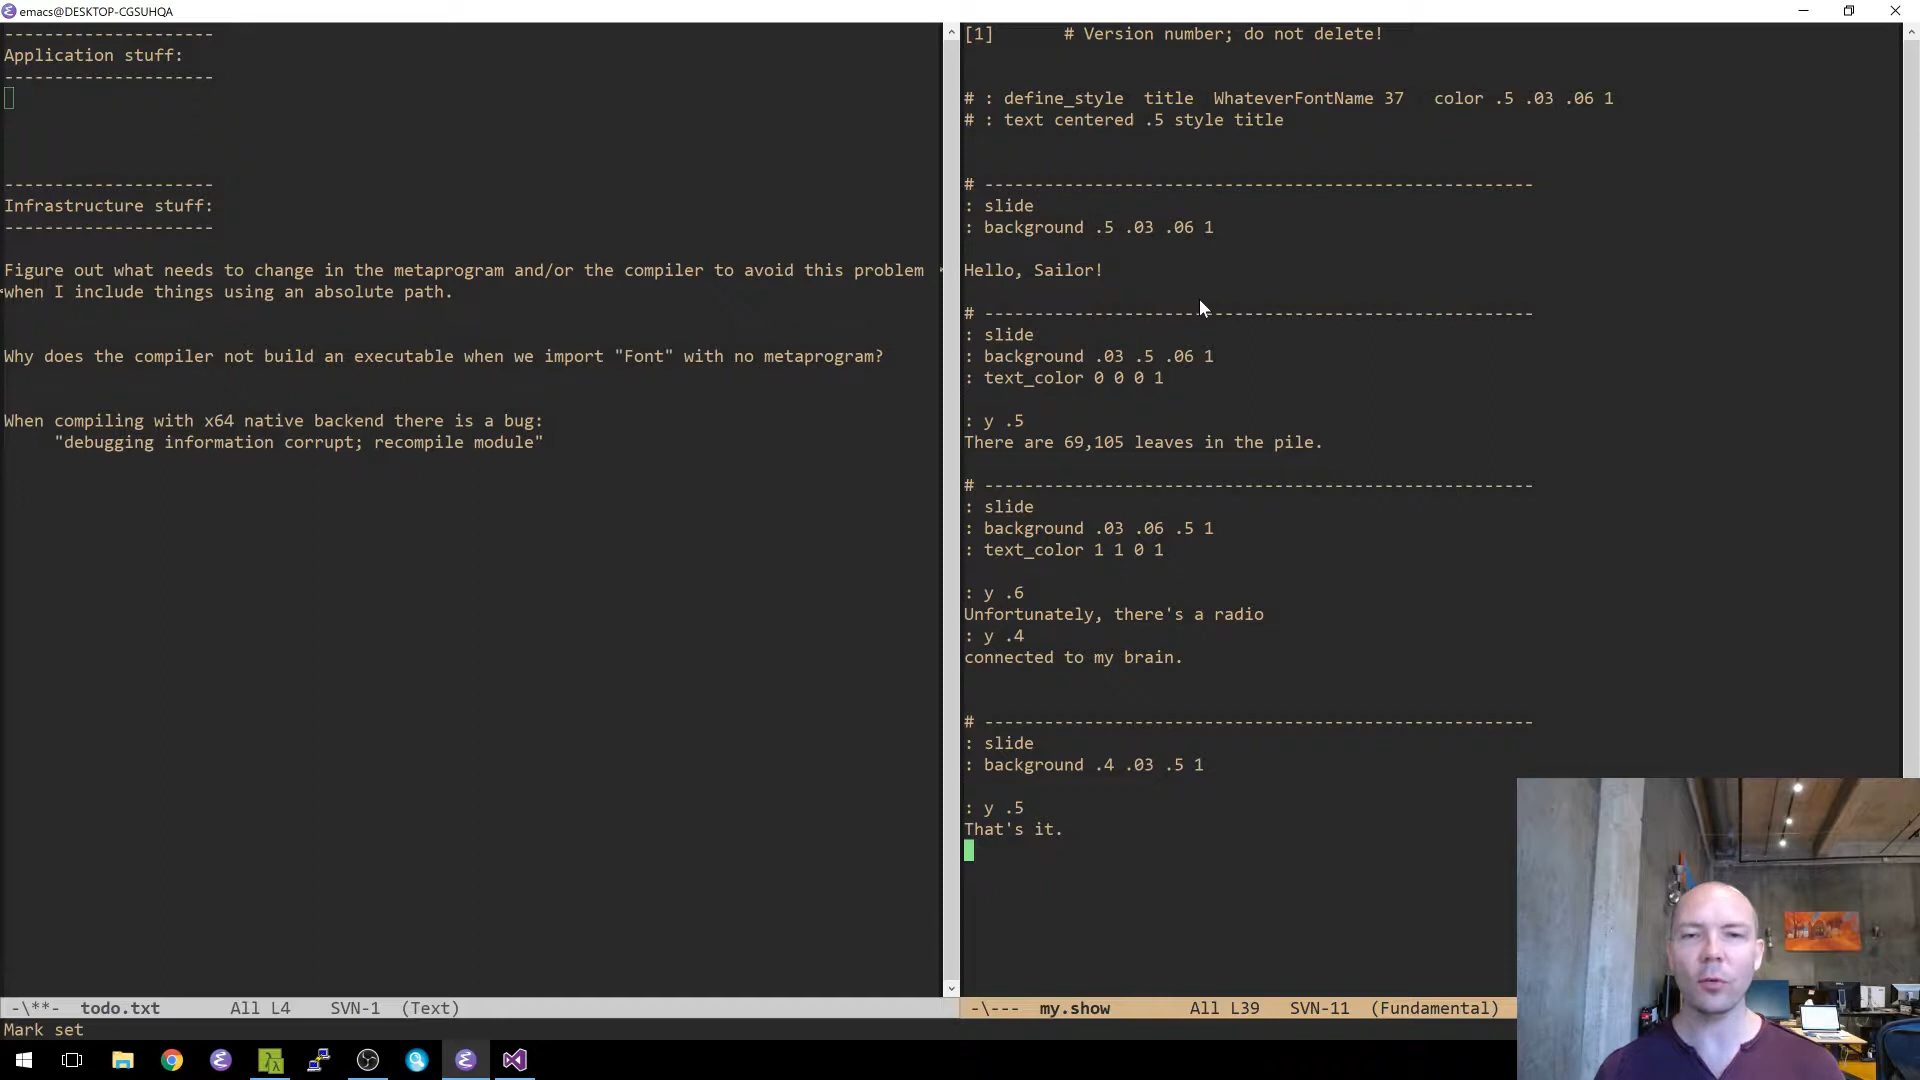 emacs@DESKTOP-CGSUHQA
--------------------- 
Application stuff:
---------------------
---------------------
Infrastructure stuff:
---------------------
Figure out what needs to change in the metaprogram and/or the compiler to avoid this problem
when I include things using an absolute path.
Why does the compiler not build an executable when we import "Font" with no metaprogram?
When compiling with x64 native backend there is a bug:
"debugging information corrupt; recompile module"
-\**-  todo.txt       All L4    SVN-1  (Text)
Mark set
[1]       # Version number; do not delete!
# : define_style  title  WhateverFontName 37   color .5 .03 .06 1
# : text centered .5 style title
# -------------------------------------------------------
: slide
: background .5 .03 .06 1
Hello, Sailor!
# -------------------------------------------------------
: slide
: background .03 .5 .06 1
: text_color 0 0 0 1
: y .5
There are 69,105 leaves in the pile.
# -------------------------------------------------------
: slide
: background .03 .06 .5 1
: text_color 1 1 0 1
: y .6
Unfortunately, there's a radio
: y .4
connected to my brain.
# -------------------------------------------------------
: slide
: background .4 .03 .5 1
: y .5
That's it.
-\---  my.show        All L39   SVN-11  (Fundamental)